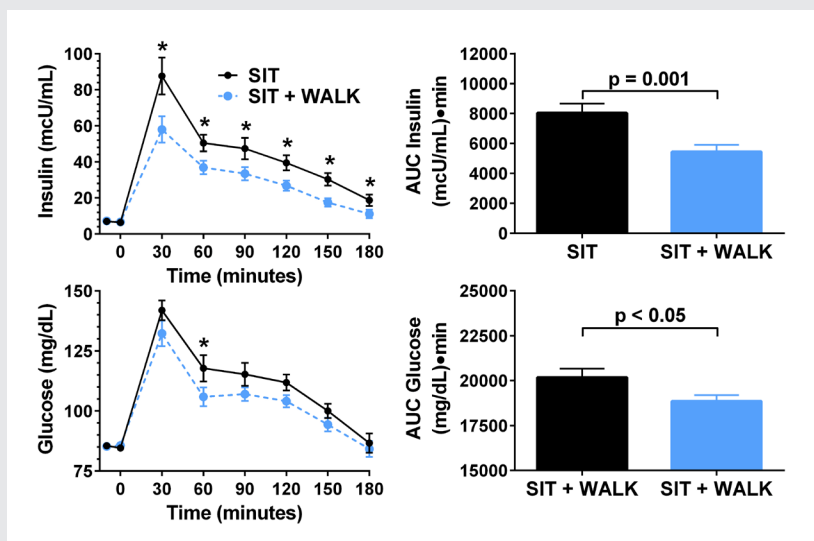 Insulin (mcU/mL)
100
80
60
40
20
0
*
*
*
*
*
*
SIT
SIT + WALK
0 30 60 90 120 150 180
Time (minutes)
AUC Insulin
(mcU/mL)•min
12000
10000
8000
6000
4000
2000
0
p = 0.001
SIT SIT + WALK
Glucose (mg/dL)
150
125
100
75
*
0 30 60 90 120 150 180
Time (minutes)
AUC Glucose
(mg/dL)•min
25000
22500
20000
17500
15000
p < 0.05
SIT + WALK SIT + WALK